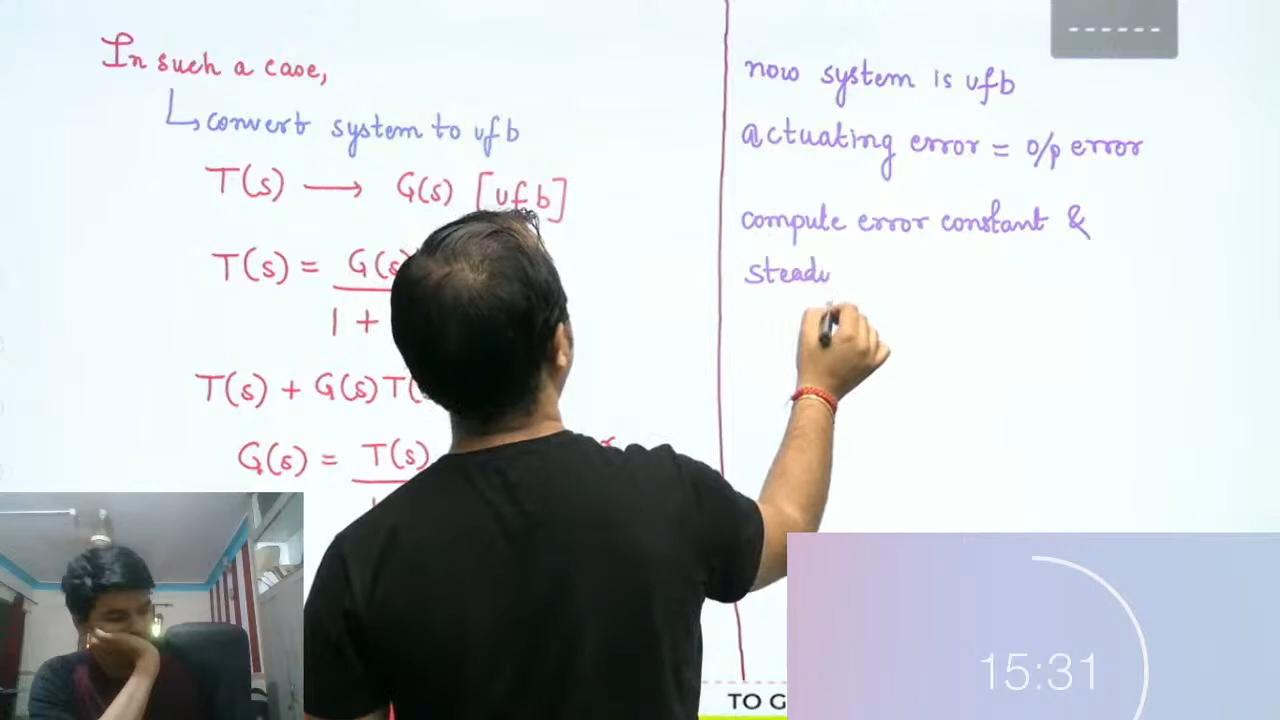 In such a case,
↳ convert system to ufb
T(s) ⟶ G(s) [ufb]
T(s) = G(s)
1 +
T(s) + G(s) T(
G(s) = T(s)
now system is ufb
actuating error = o/p error
compute error constant &
steady
15:31
TO G